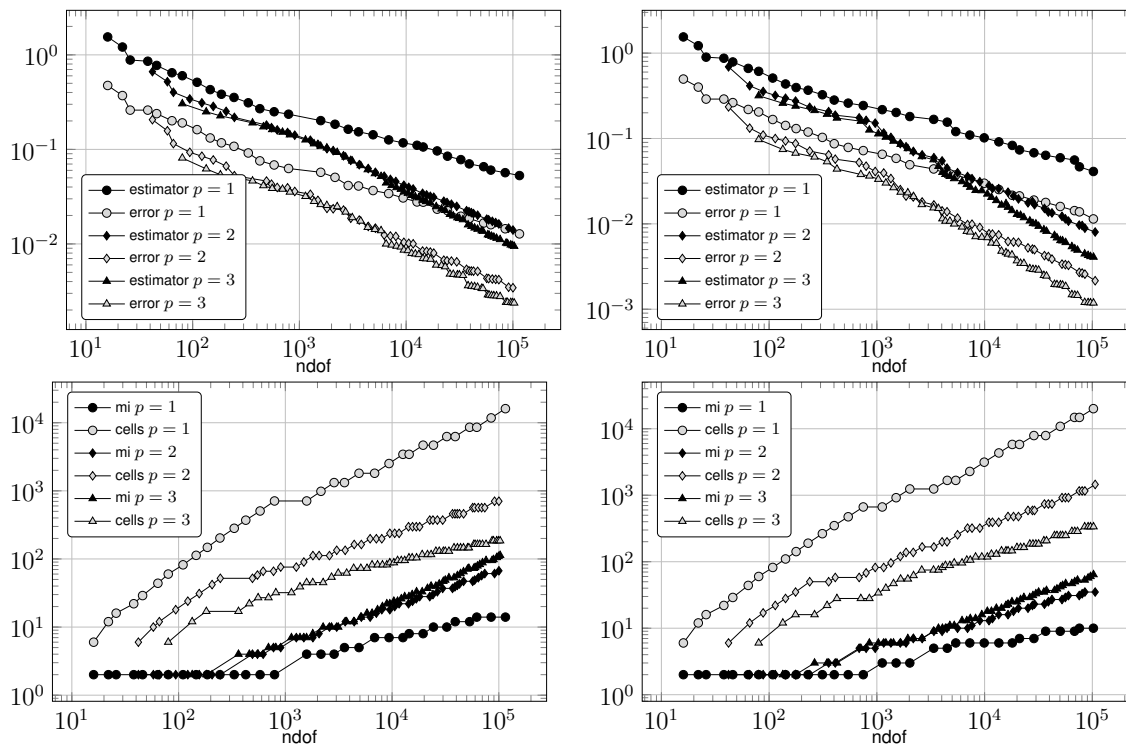 10^0
10^-1
10^-2
10^1
10^2
10^3
10^4
10^5
ndof
estimator p = 1
error p = 1
estimator p = 2
error p = 2
estimator p = 3
error p = 3
10^0
10^-1
10^-2
10^-3
10^1
10^2
10^3
10^4
10^5
ndof
estimator p = 1
error p = 1
estimator p = 2
error p = 2
estimator p = 3
error p = 3
10^4
10^3
10^2
10^1
10^0
10^1
10^2
10^3
10^4
10^5
ndof
mi p = 1
cells p = 1
mi p = 2
cells p = 2
mi p = 3
cells p = 3
10^4
10^3
10^2
10^1
10^0
10^1
10^2
10^3
10^4
10^5
ndof
mi p = 1
cells p = 1
mi p = 2
cells p = 2
mi p = 3
cells p = 3